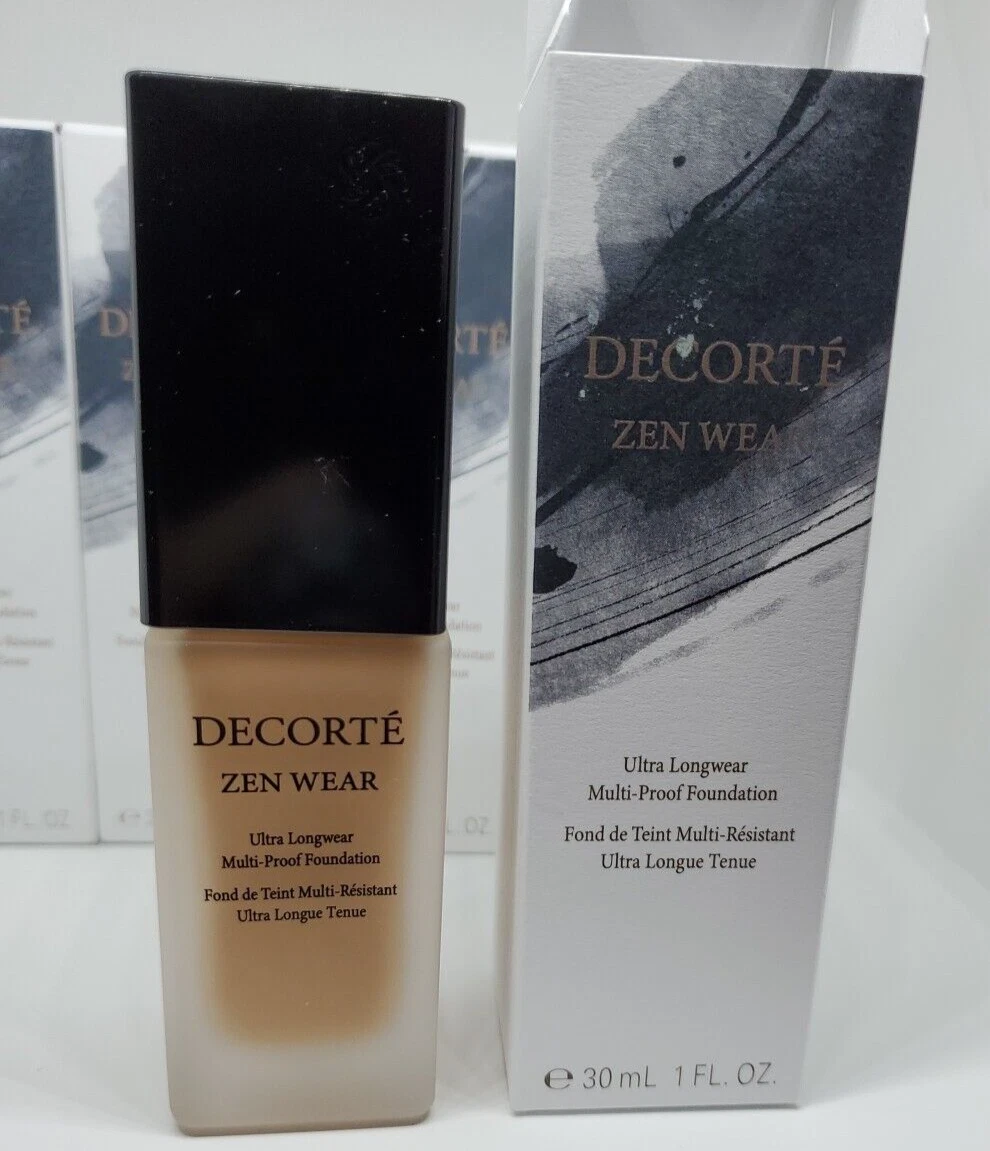 DECORTÉ
ZEN WEAR
Ultra Longwear
Multi-Proof Foundation
Fond de Teint Multi-Résistant
Ultra Longue Tenue
DECORTÉ
ZEN WEAR
Ultra Longwear
Multi-Proof Foundation
Fond de Teint Multi-Résistant
Ultra Longue Tenue
℮ 30 mL 1 FL. OZ.